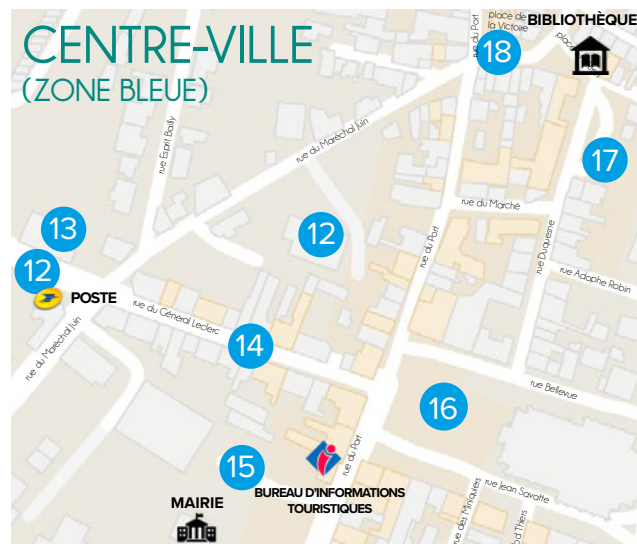 CENTRE-VILLE
(ZONE BLEUE)
place de
la Victoire
BIBLIOTHÈQUE
rue du Port
18
rue Esprit Bailly
rue du Maréchal Juin
17
rue du Marché
13
12
rue du Port
rue Duquesne
12
POSTE
rue Adolphe Robin
rue du Général Leclerc
rue du Maréchal Juin
14
rue Bellevue
16
15
rue du Port
BUREAU D'INFORMATIONS
TOURISTIQUES
MAIRIE
rue Jean Savatte
rue des Miniquiers